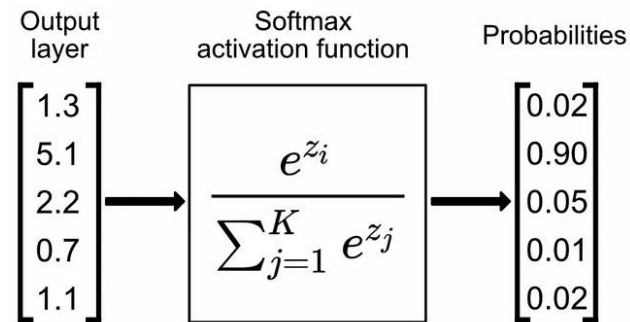 Output
layer
Softmax
activation function
Probabilities
1.3
5.1
2.2
0.7
1.1
e^{z_i}
∑_{j=1}^{K} e^{z_j}
0.02
0.90
0.05
0.01
0.02